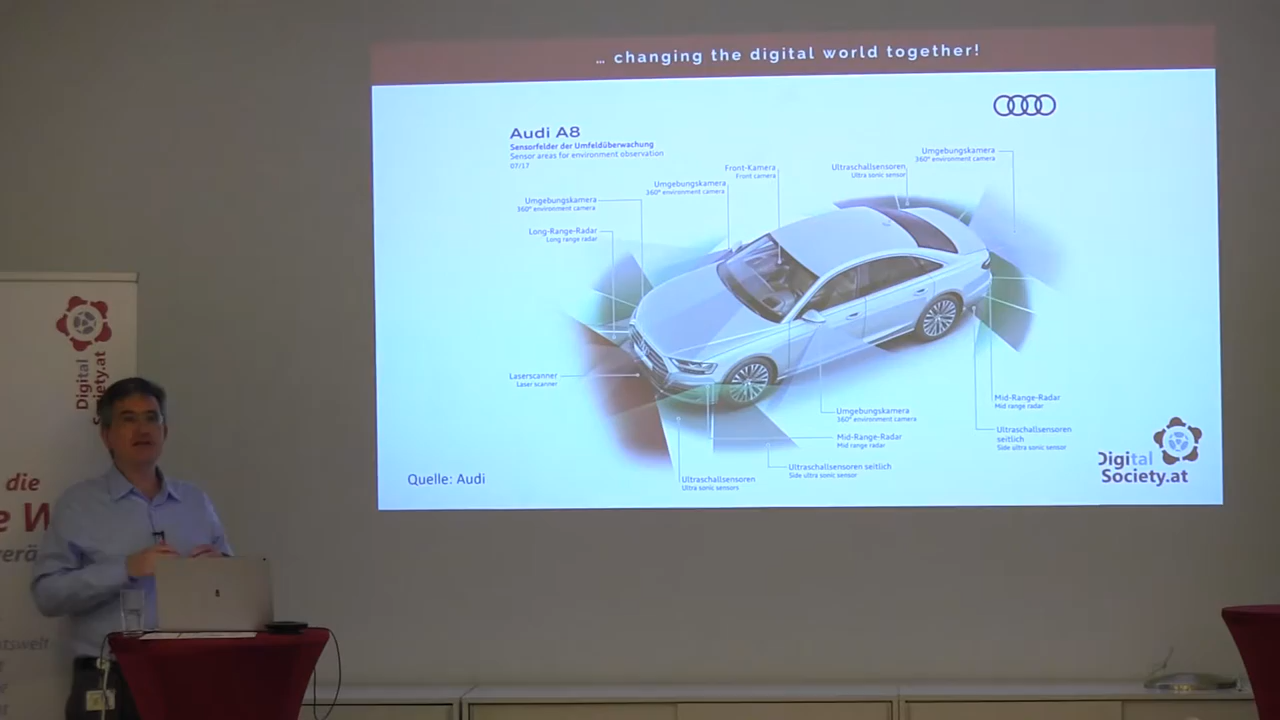 … changing the digital world together!
Audi A8
Sensorfelder der Umfeldüberwachung
Sensor areas for environment observation
07/17
Umgebungskamera
360° environment camera
Front-Kamera
Front camera
Ultraschallsensoren
Ultra sonic sensor
Umgebungskamera
360° environment camera
Umgebungskamera
360° environment camera
Long-Range-Radar
Long range radar
Laserscanner
Laser scanner
Mid-Range-Radar
Mid range radar
Umgebungskamera
360° environment camera
Ultraschallsensoren
seitlich
Side ultra sonic sensor
Mid-Range-Radar
Mid range radar
Ultraschallsensoren seitlich
Side ultra sonic sensor
Ultraschallsensoren
Ultra sonic sensors
Quelle: Audi
Digital
Society.at
Digital
Society.at
die